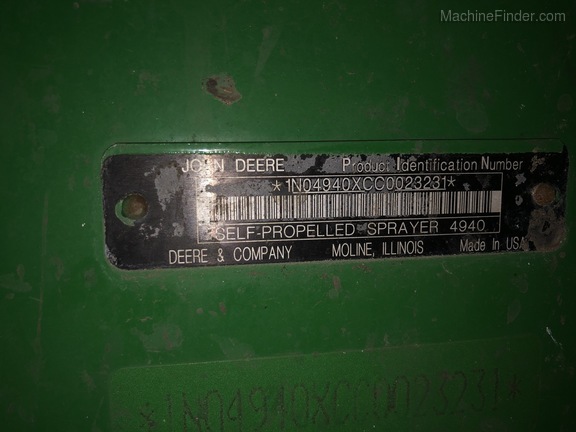 MachineFinder.com
JOHN DEERE Product Identification Number
*1N04940XCC0023231*
SELF-PROPELLED SPRAYER 4940
DEERE & COMPANY MOLINE, ILLINOIS Made In USA
*1N04940XCC0023231*